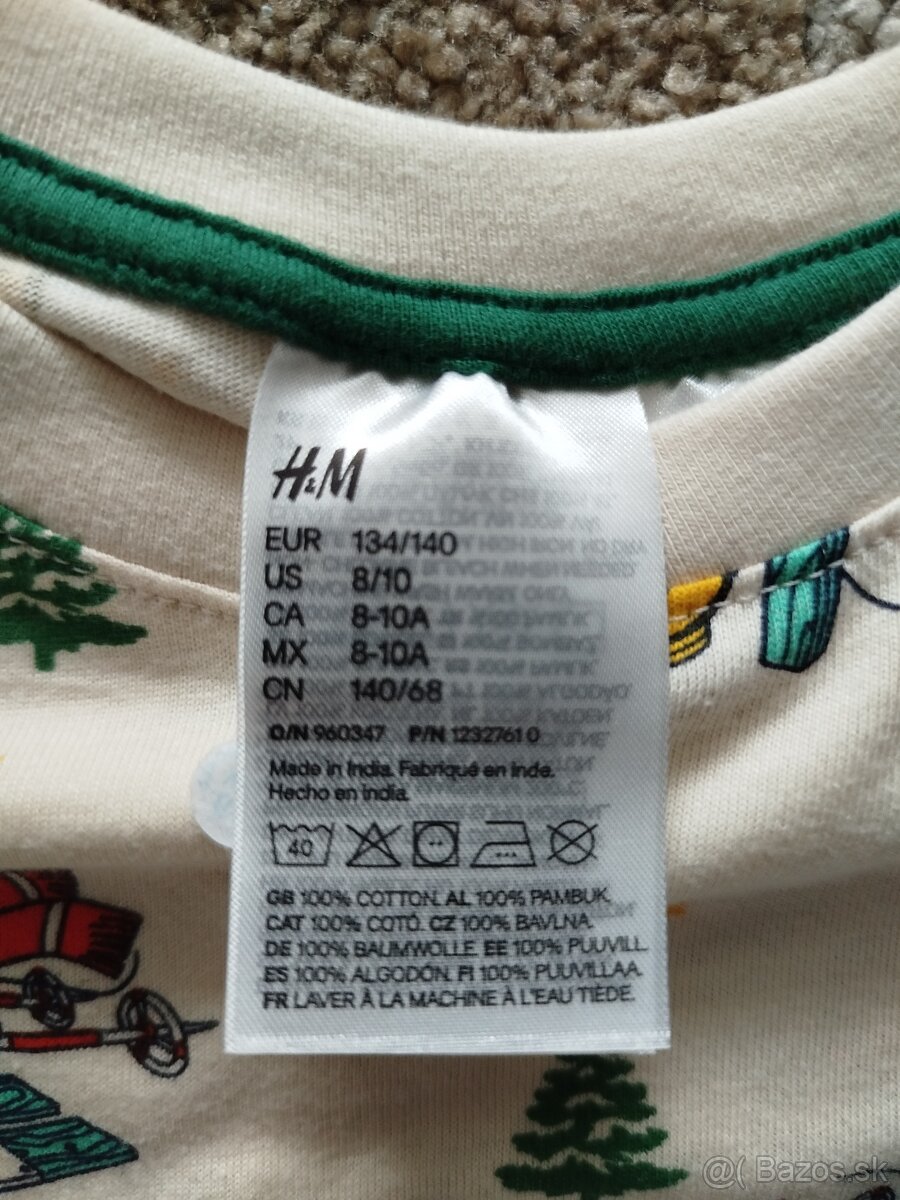 H&M
EUR 134/140
US 8/10
CA 8-10A
MX 8-10A
CN 140/68
O/N 960347 P/N 1232761 0
Made in India. Fabriqué en Inde.
Hecho en India.
40
GB 100% COTTON. AL 100% PAMBUK.
CAT 100% COTÓ. CZ 100% BAVLNA.
DE 100% BAUMWOLLE. EE 100% PUUVILL.
ES 100% ALGODÓN. FI 100% PUUVILLAA.
FR LAVER À LA MACHINE À L'EAU TIÈDE.
@( Bazos.sk